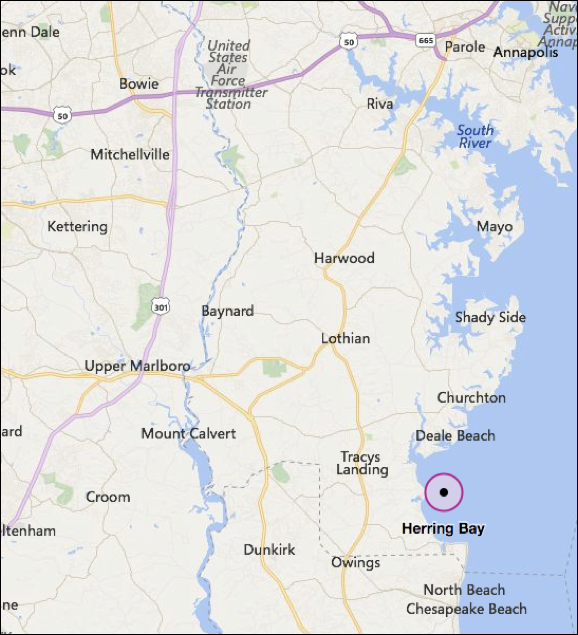 Nav
Supp
Activ
Annap
enn Dale
50
665
Parole
Annapolis
United
States
Air
Force
Transmitter
Station
ok
Bowie
Riva
50
South
River
Mitchellville
Kettering
Mayo
Harwood
301
Baynard
Shady Side
Lothian
Upper Marlboro
Churchton
ard
Mount Calvert
Deale Beach
Tracys
Landing
Croom
Herring Bay
ltenham
Dunkirk
Owings
North Beach
ne
Chesapeake Beach